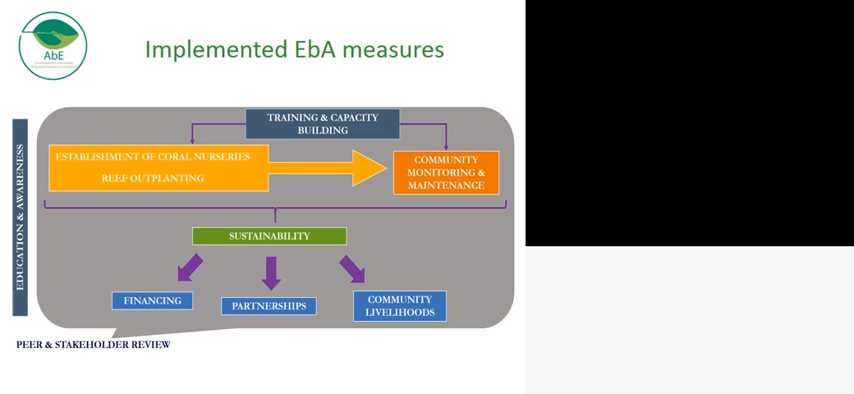 AbE
Implemented EbA measures
EDUCATION & AWARENESS
TRAINING & CAPACITY
BUILDING
ESTABLISHMENT OF CORAL NURSERIES
REEF OUTPLANTING
COMMUNITY
MONITORING &
MAINTENANCE
SUSTAINABILITY
FINANCING
PARTNERSHIPS
COMMUNITY
LIVELIHOODS
PEER & STAKEHOLDER REVIEW